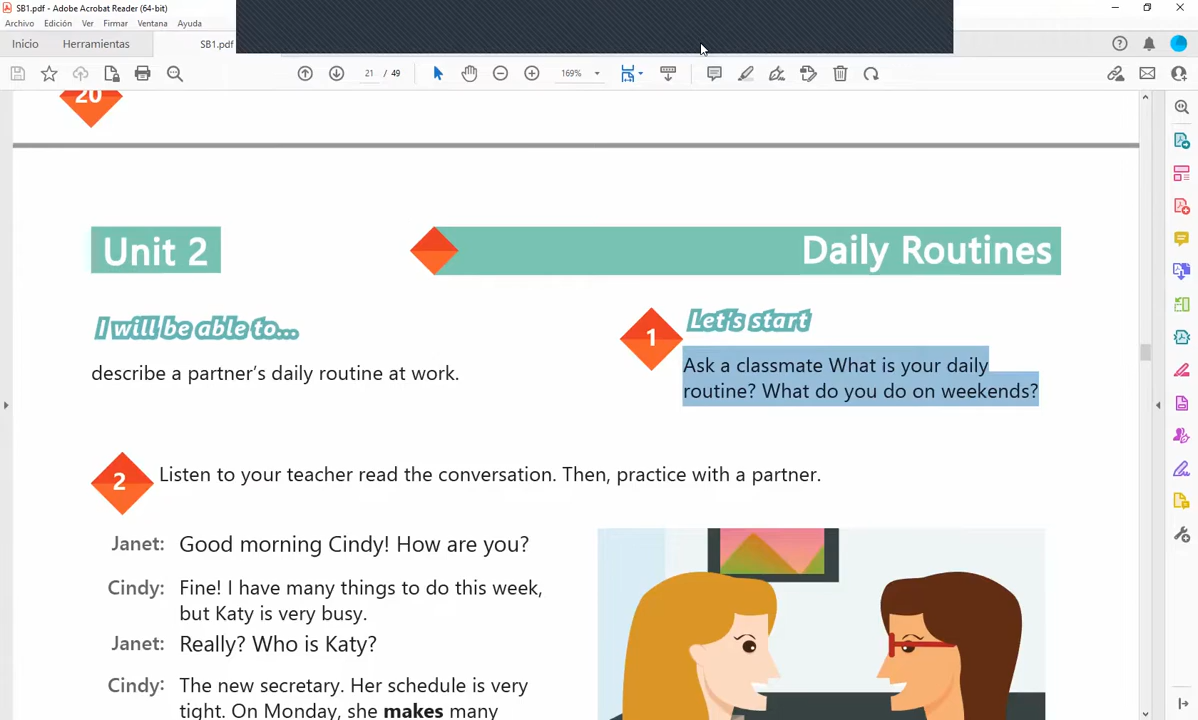 SB1.pdf - Adobe Acrobat Reader (64-bit)
Archivo Edición Ver Firmar Ventana Ayuda
Inicio Herramientas SB1.pdf
21 / 49 169%
20
Unit 2 Daily Routines
I will be able to...
describe a partner's daily routine at work.
1 Let's start
Ask a classmate What is your daily
routine? What do you do on weekends?
2 Listen to your teacher read the conversation. Then, practice with a partner.
Janet: Good morning Cindy! How are you?
Cindy: Fine! I have many things to do this week,
but Katy is very busy.
Janet: Really? Who is Katy?
Cindy: The new secretary. Her schedule is very
tight. On Monday, she makes many